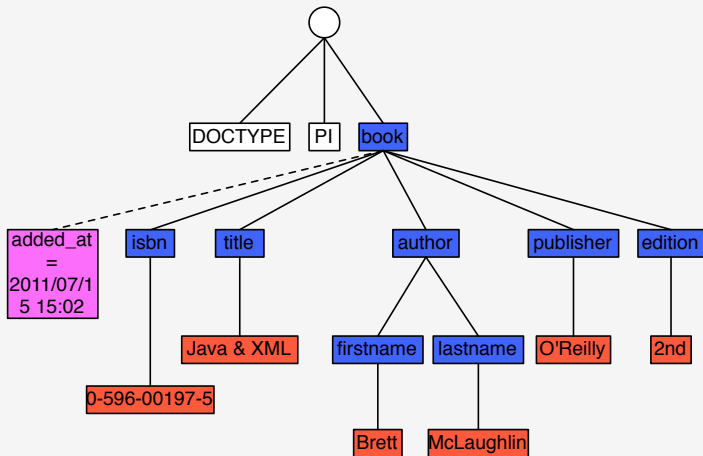 DOCTYPE
PI
book
added_at
=
2011/07/1
5 15:02
isbn
title
author
publisher
edition
Java & XML
firstname
lastname
O'Reilly
2nd
0-596-00197-5
Brett
McLaughlin